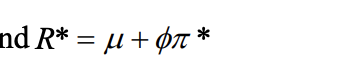 nd R* = μ + ϕπ *